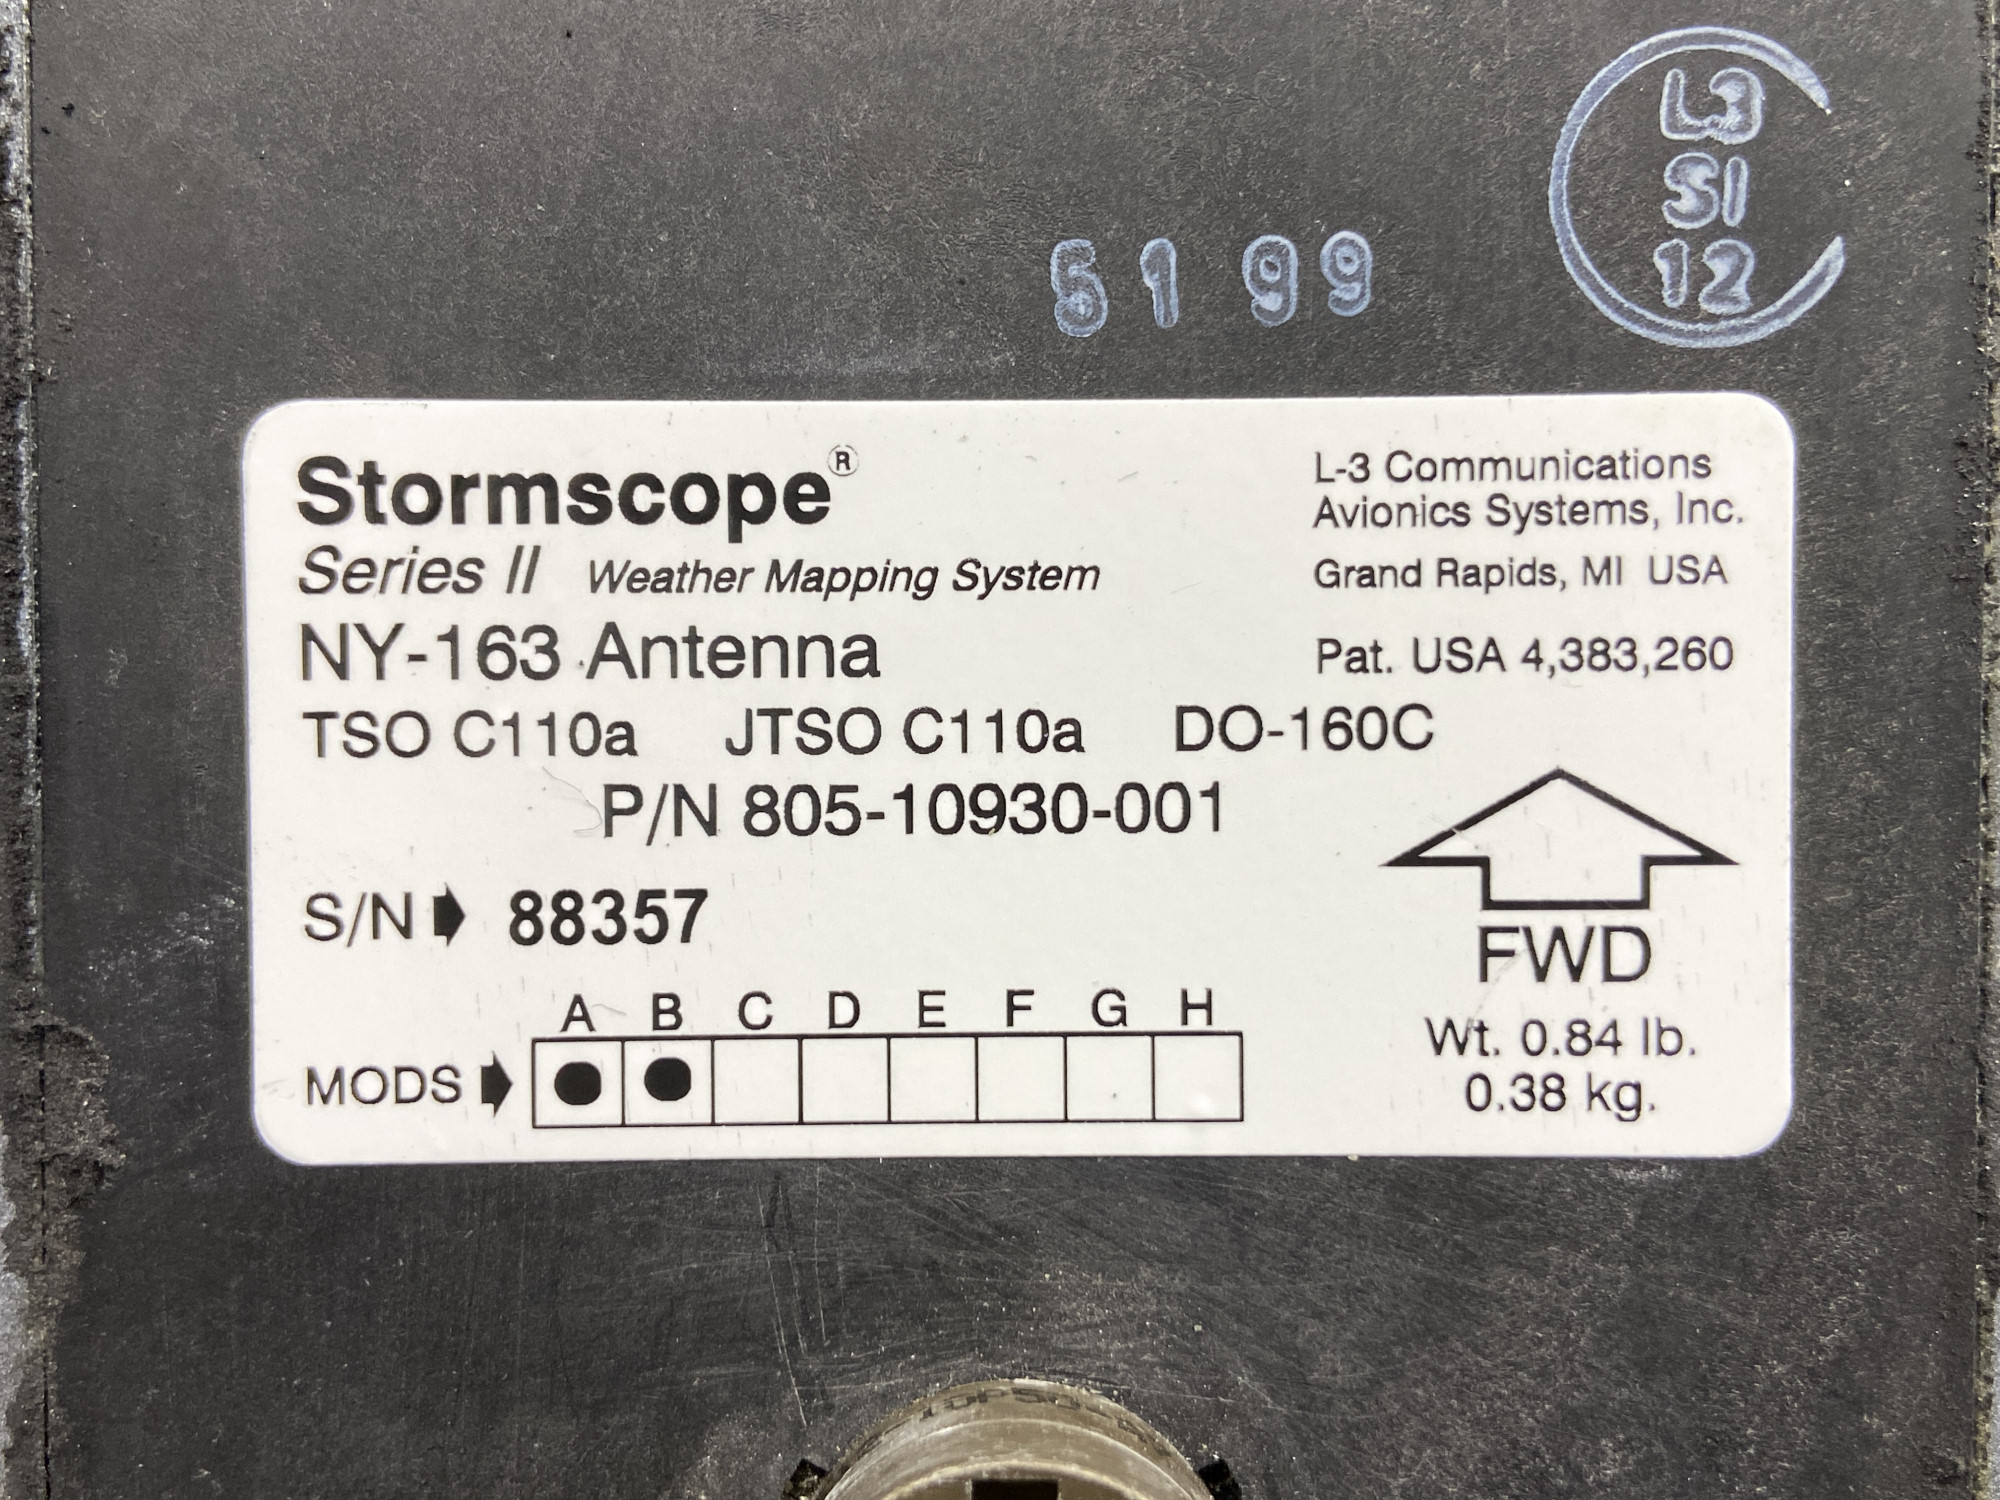 L-3
SI
12
5199
Stormscope®
Series II Weather Mapping System
NY-163 Antenna
TSO C110a JTSO C110a DO-160C
P/N 805-10930-001
S/N 88357
A B C D E F G H
MODS
L-3 Communications
Avionics Systems, Inc.
Grand Rapids, MI USA
Pat. USA 4,383,260
FWD
Wt. 0.84 lb.
0.38 kg.